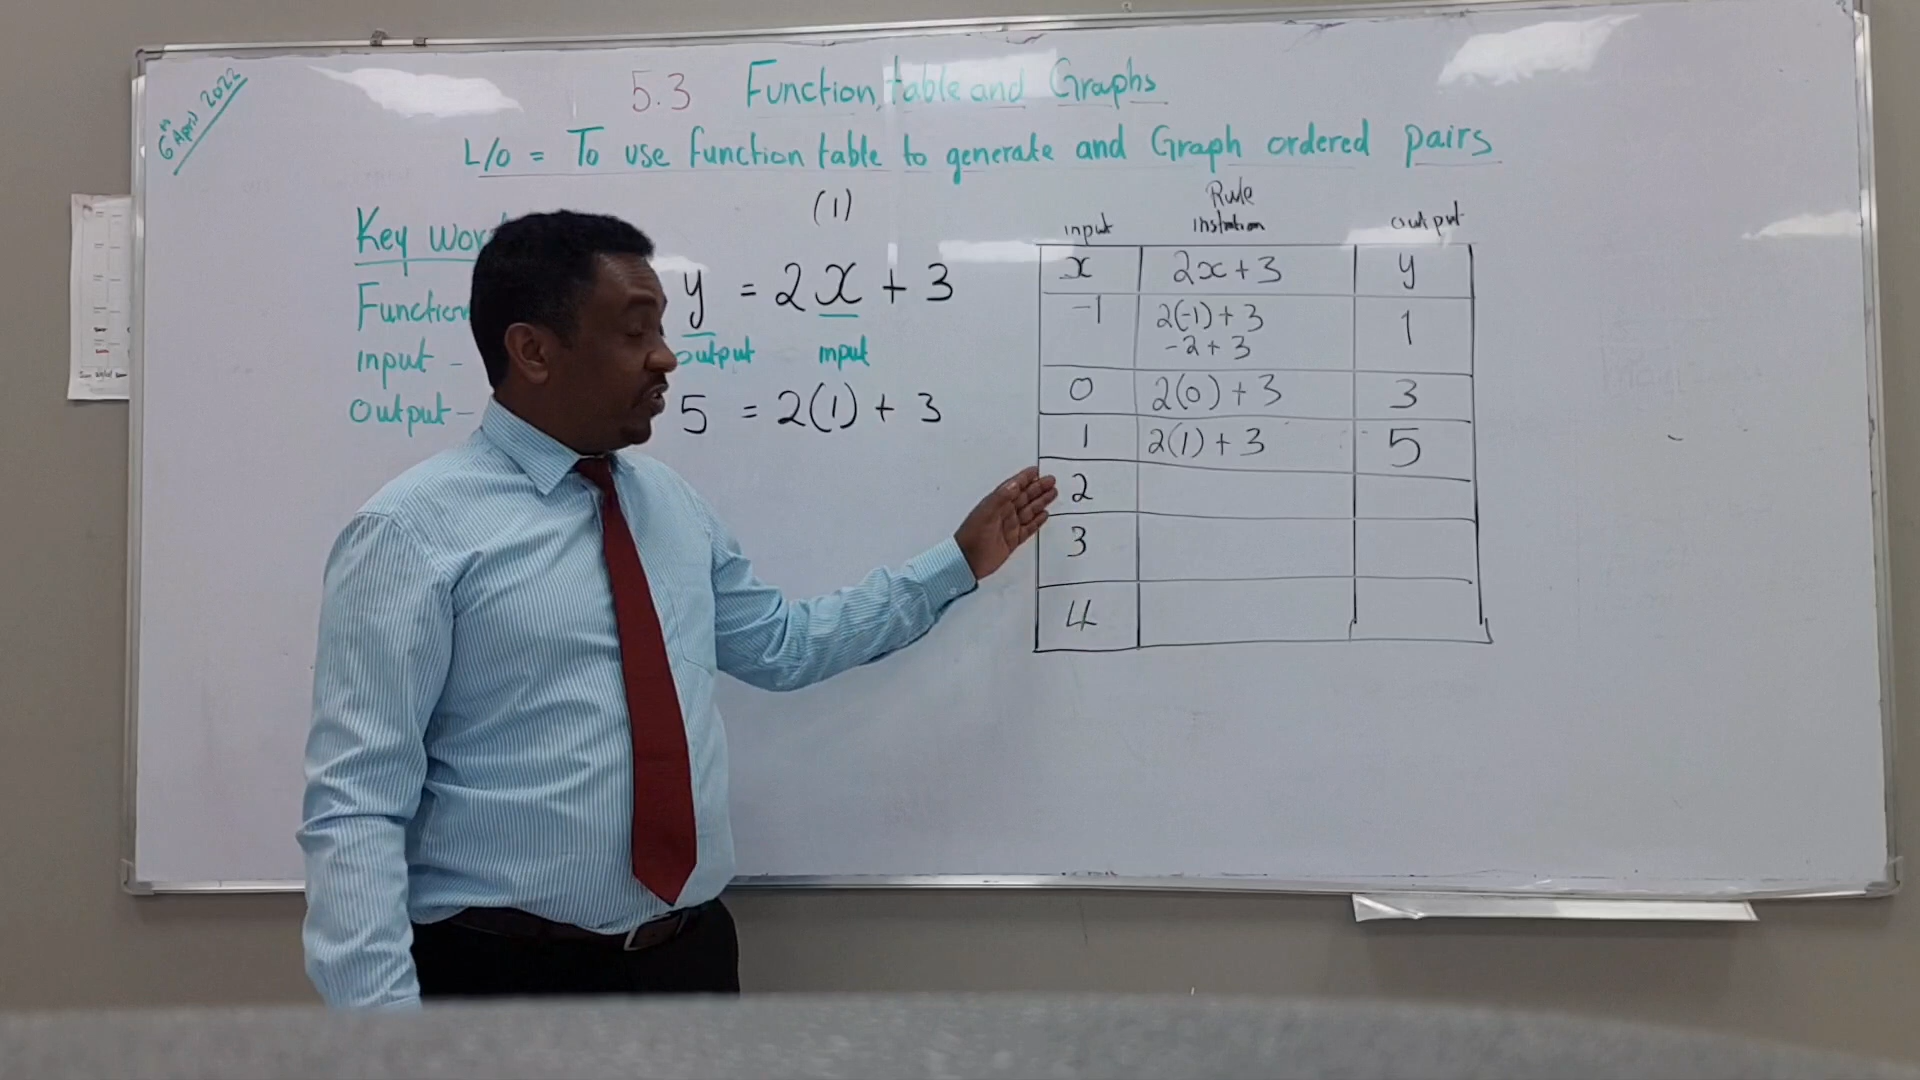 6th April 2022
5.3 Function, table and Graphs
L/o = To use function table to generate and Graph ordered pairs
Key
Function
input -
output -
(1)
y = 2x + 3
output input
5 = 2(1) + 3
Rule
input output
x 2x+3 y
-1 2(-1)+3 1
-2+3
0 2(0)+3 3
1 2(1)+3 5
2
3
4